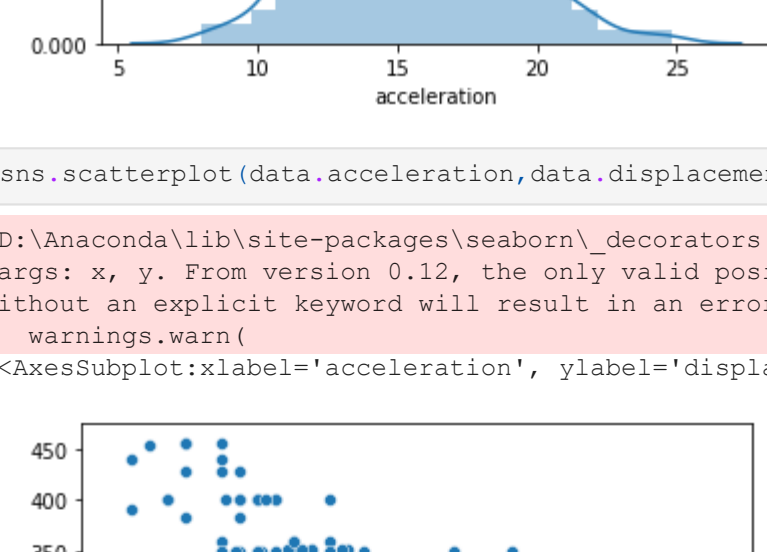 0.000
5 10 15 20 25
acceleration
sns.scatterplot(data.acceleration,data.displaceme
D:\Anaconda\lib\site-packages\seaborn\_decorators
args: x, y. From version 0.12, the only valid posi
ithout an explicit keyword will result in an error
warnings.warn(
<AxesSubplot:xlabel='acceleration', ylabel='displa
450
400
350